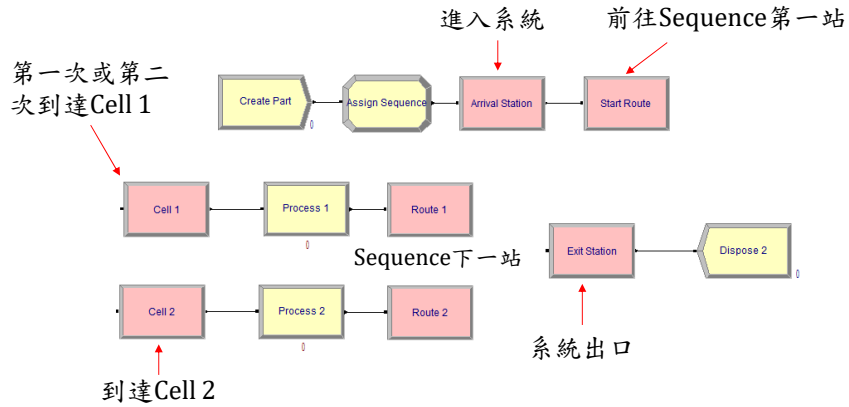 進入系統
前往Sequence第一站
第一次或第二
次到達Cell 1
Create Part
0
Assign Sequence
Arrival Station
Start Route
Cell 1
Process 1
0
Route 1
Sequence下一站
Exit Station
Dispose 2
0
Cell 2
Process 2
0
Route 2
系統出口
到達Cell 2